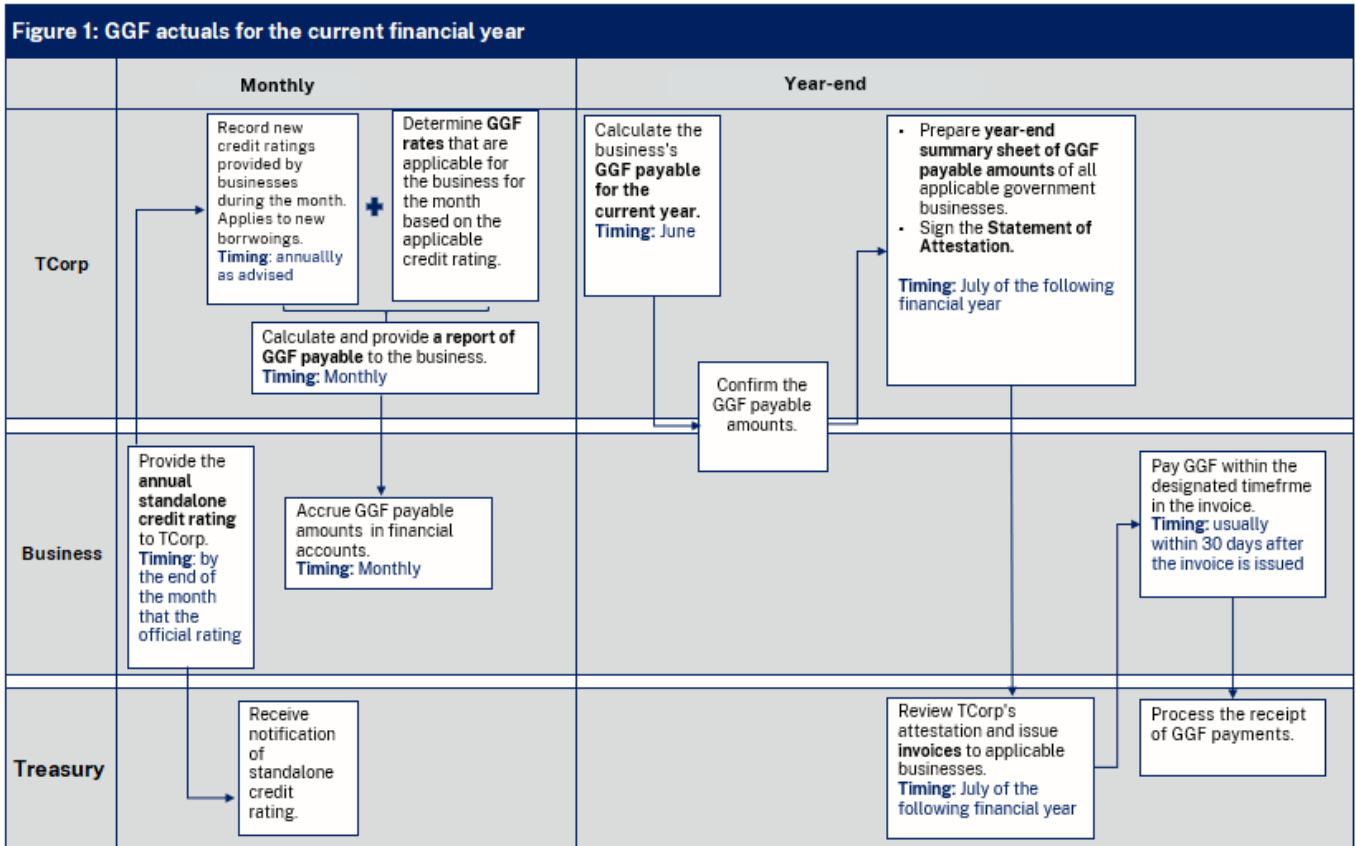 Figure 1: GGF actuals for the current financial year
Monthly
Year-end
TCorp
Record new
credit ratings
provided by
businesses
during the month.
Applies to new
borrwoings.
Timing: annuallly
as advised
+
Determine GGF
rates that are
applicable for
the business for
the month
based on the
applicable
credit rating.
Calculate and provide a report of
GGF payable to the business.
Timing: Monthly
Calculate the
business's
GGF payable
for the
current year.
Timing: June
Confirm the
GGF payable
amounts.
• Prepare year-end
summary sheet of GGF
payable amounts of all
applicable government
businesses.
• Sign the Statement of
Attestation.
Timing: July of the following
financial year
Business
Provide the
annual
standalone
credit rating
to TCorp.
Timing: by
the end of
the month
that the
official rating
Accrue GGF payable
amounts in financial
accounts.
Timing: Monthly
Pay GGF within the
designated timefrme
in the invoice.
Timing: usually
within 30 days after
the invoice is issued
Treasury
Receive
notification
of
standalone
credit
rating.
Review TCorp's
attestation and issue
invoices to applicable
businesses.
Timing: July of the
following financial year
Process the receipt
of GGF payments.